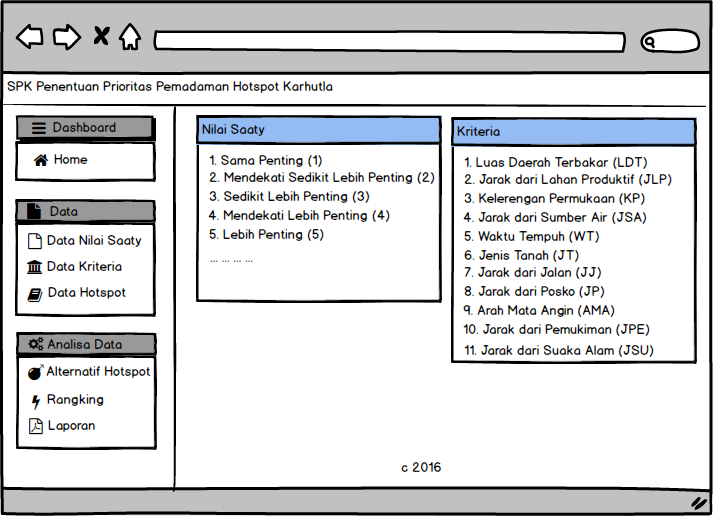 SPK Penentuan Prioritas Pemadaman Hotspot Karhutla
Dashboard
Home
Data
Data Nilai Saaty
Data Kriteria
Data Hotspot
Analisa Data
Alternatif Hotspot
Rangking
Laporan
Nilai Saaty
1. Sama Penting (1)
2. Mendekati Sedikit Lebih Penting (2)
3. Sedikit Lebih Penting (3)
4. Mendekati Lebih Penting (4)
5. Lebih Penting (5)
... ... ... ...
Kriteria
1. Luas Daerah Terbakar (LDT)
2. Jarak dari Lahan Produktif (JLP)
3. Kelerengan Permukaan (KP)
4. Jarak dari Sumber Air (JSA)
5. Waktu Tempuh (WT)
6. Jenis Tanah (JT)
7. Jarak dari Jalan (JJ)
8. Jarak dari Posko (JP)
9. Arah Mata Angin (AMA)
10. Jarak dari Pemukiman (JPE)
11. Jarak dari Suaka Alam (JSU)
c 2016